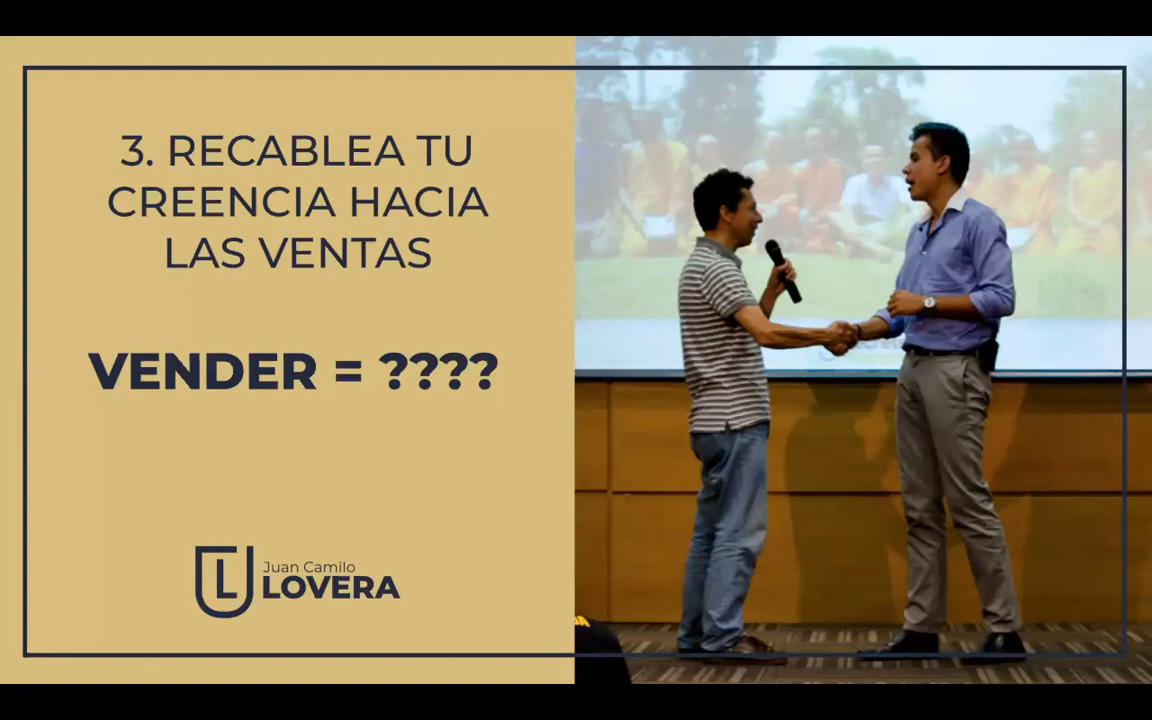 3. RECABLEA TU
CREENCIA HACIA
LAS VENTAS
VENDER = ????
Juan Camilo
LOVERA